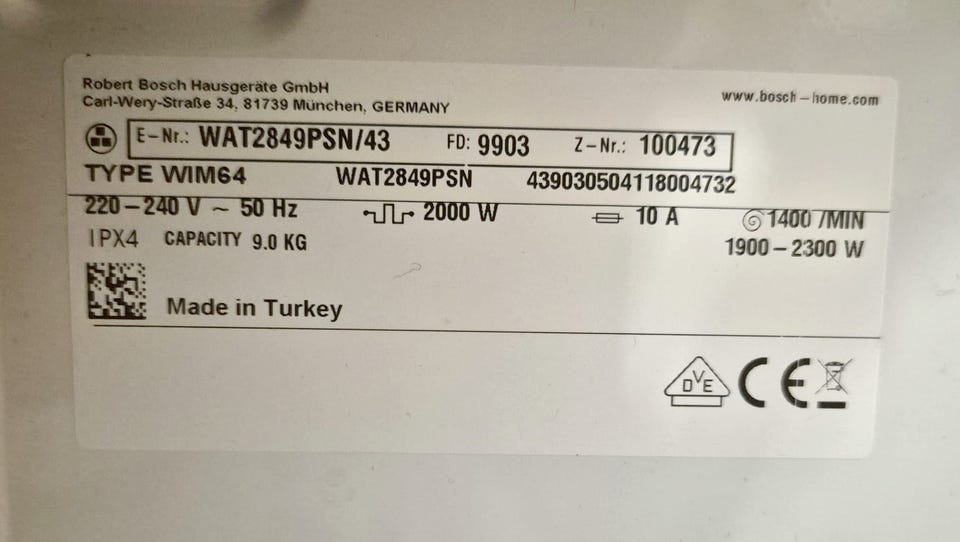 Robert Bosch Hausgeräte GmbH
Carl-Wery-Straße 34, 81739 München, GERMANY
www.bosch-home.com
E-Nr.: WAT2849PSN/43 FD: 9903 Z-Nr.: 100473
TYPE WIM64 WAT2849PSN 439030504118004732
220-240 V ~ 50 Hz 2000 W 10 A 1400 /MIN
IPX4 CAPACITY 9.0 KG 1900-2300 W
Made in Turkey
DVE CE